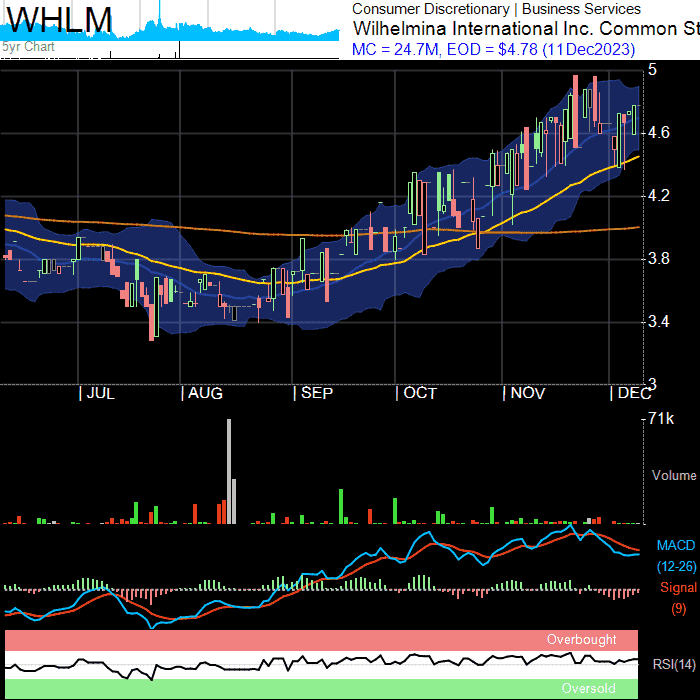 WHLM
5yr Chart
Consumer Discretionary | Business Services
Wilhelmina International Inc. Common St
MC = 24.7M, EOD = $4.78 (11Dec2023)
5
4.6
4.2
3.8
3.4
3
| JUL | AUG | SEP | OCT | NOV | DEC
71k
Volume
MACD
(12-26)
Signal
(9)
Overbought
RSI(14)
Oversold